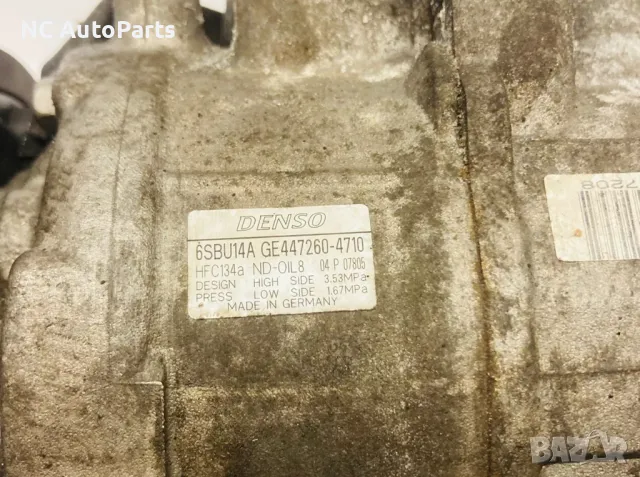 NC AutoParts
DENSO
6SBU14A GE447260-4710
HFC134a ND-OIL8 04 P 07805
DESIGN HIGH SIDE 3.53MPa
PRESS LOW SIDE 1.67MPa
MADE IN GERMANY
BAZAR